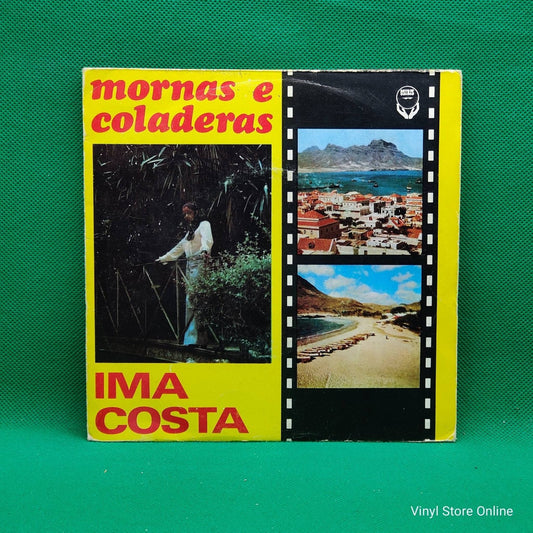 mornas e
coladeras
IMA
COSTA
Vinyl Store Online